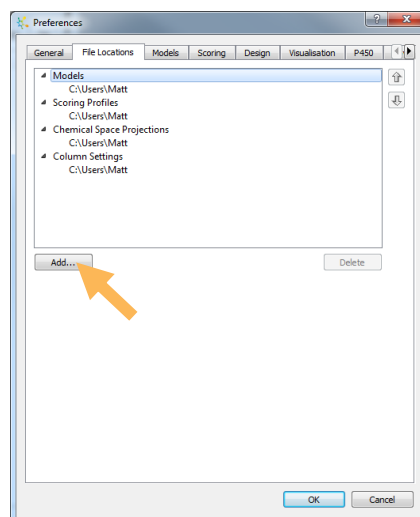 Preferences
General File Locations Models Scoring Design Visualisation P450
Models
C:\Users\Matt
Scoring Profiles
C:\Users\Matt
Chemical Space Projections
C:\Users\Matt
Column Settings
C:\Users\Matt
Add... Delete
OK Cancel